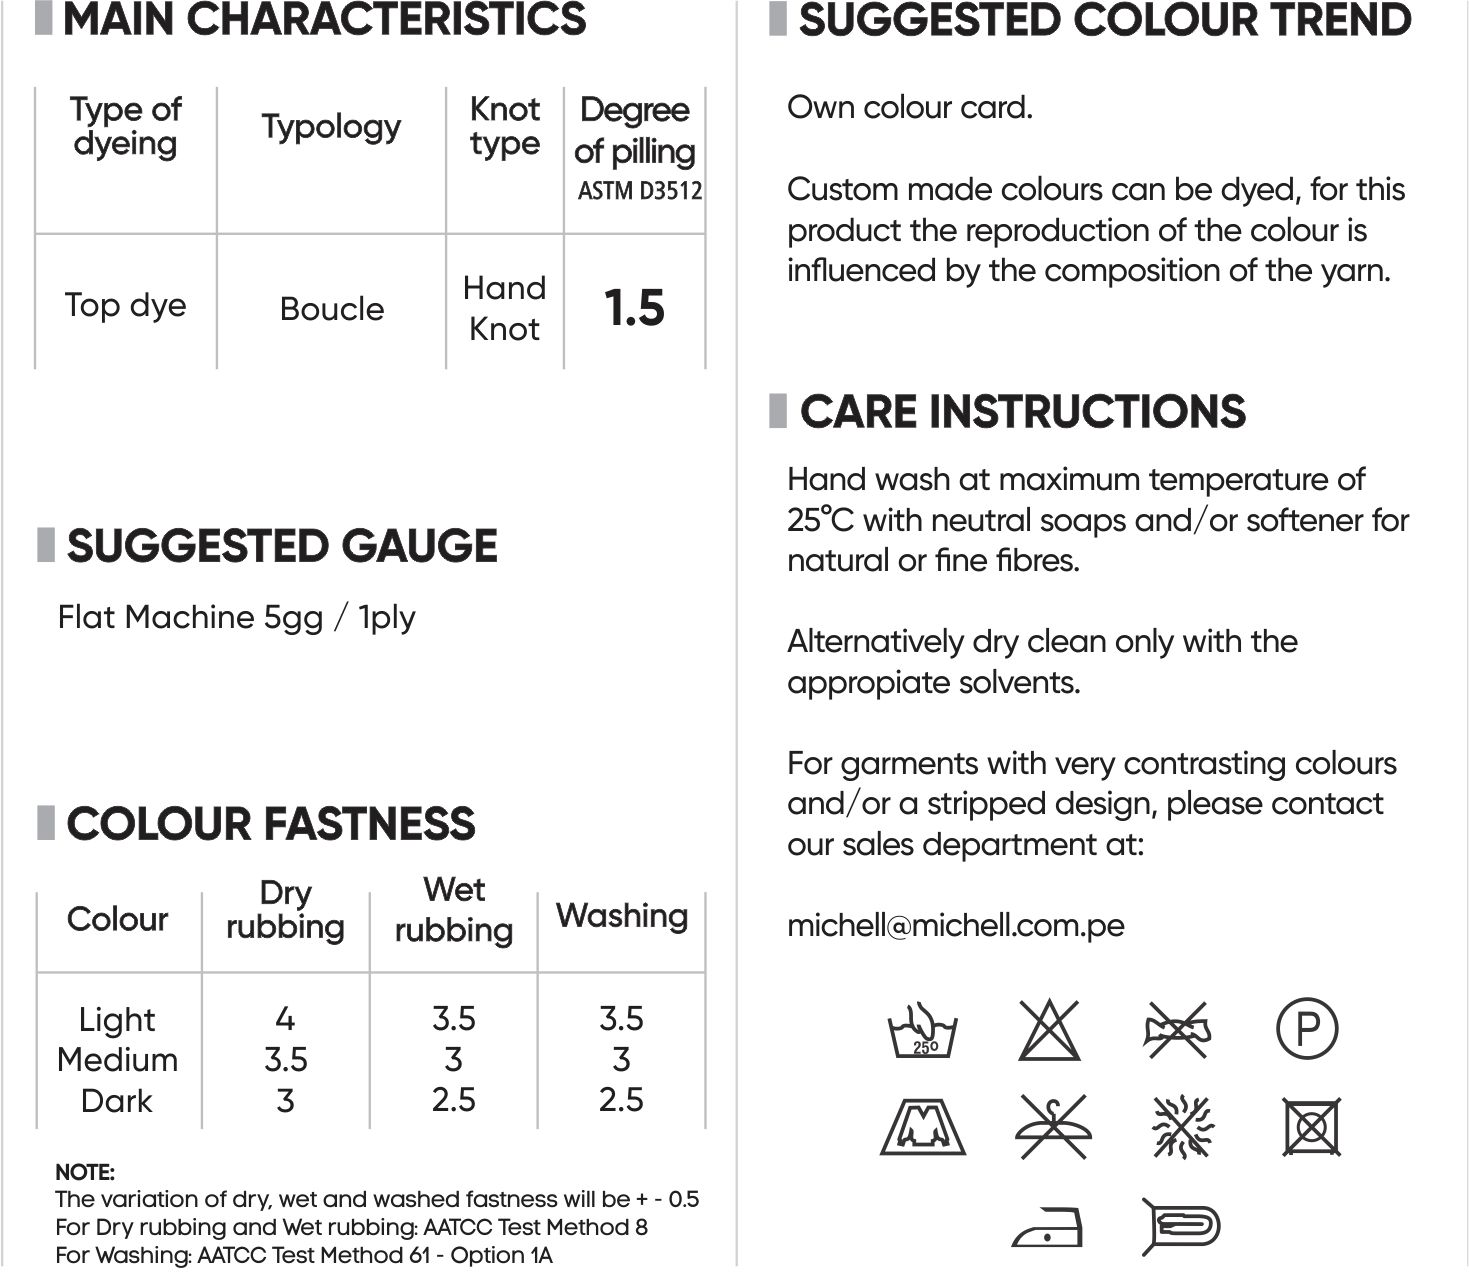 MAIN CHARACTERISTICS
Type of
dyeing
Typology
Knot
type
Degree
of pilling
ASTM D3512
Top dye
Boucle
Hand
Knot
1.5
SUGGESTED GAUGE
Flat Machine 5gg / 1ply
COLOUR FASTNESS
Colour
Dry
rubbing
Wet
rubbing
Washing
Light 4 3.5 3.5
Medium 3.5 3 3
Dark 3 2.5 2.5
NOTE:
The variation of dry, wet and washed fastness will be + - 0.5
For Dry rubbing and Wet rubbing: AATCC Test Method 8
For Washing: AATCC Test Method 61 - Option 1A
SUGGESTED COLOUR TREND
Own colour card.
Custom made colours can be dyed, for this
product the reproduction of the colour is
influenced by the composition of the yarn.
CARE INSTRUCTIONS
Hand wash at maximum temperature of
25°C with neutral soaps and/or softener for
natural or fine fibres.
Alternatively dry clean only with the
appropiate solvents.
For garments with very contrasting colours
and/or a stripped design, please contact
our sales department at:
michell@michell.com.pe
25º
P